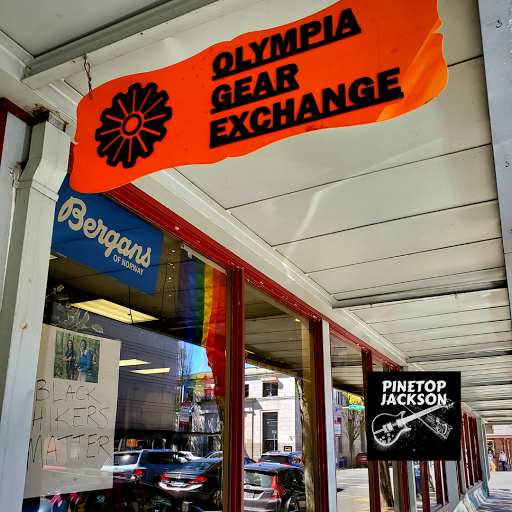 OLYMPIA
GEAR
EXCHANGE
Bergans
OF NORWAY
BLACK
HIKERS
MATTER
PINETOP
JACKSON